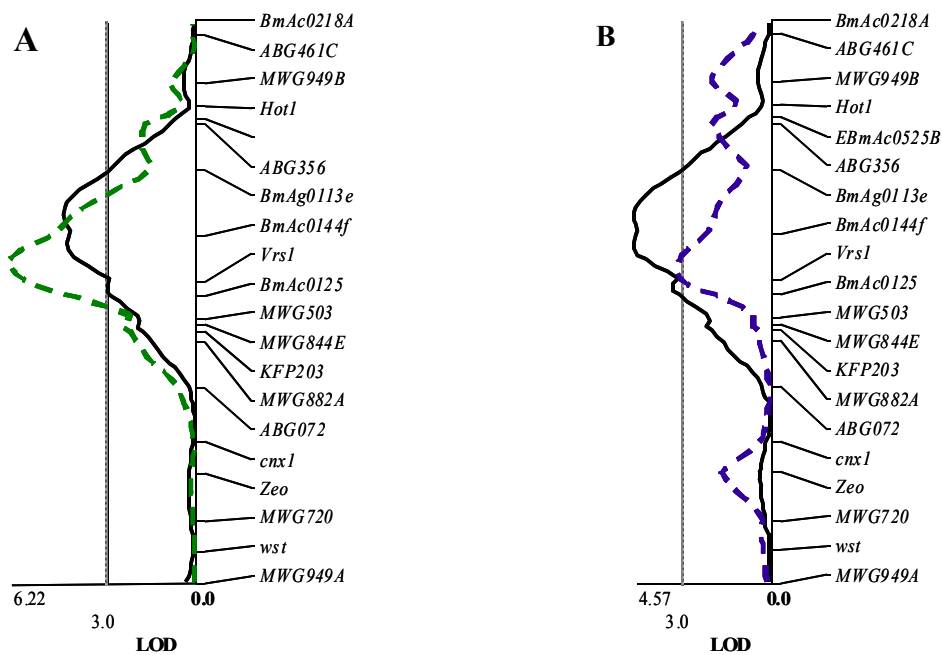 A
BmAc0218A
ABG461C
MWG949B
Hot1
ABG356
BmAg0113e
BmAc0144f
Vrs1
BmAc0125
MWG503
MWG844E
KFP203
MWG882A
ABG072
cnx1
Zeo
MWG720
wst
MWG949A
6.22
0.0
3.0
LOD
B
BmAc0218A
ABG461C
MWG949B
Hot1
EBmAc0525B
ABG356
BmAg0113e
BmAc0144f
Vrs1
BmAc0125
MWG503
MWG844E
KFP203
MWG882A
ABG072
cnx1
Zeo
MWG720
wst
MWG949A
4.57
0.0
3.0
LOD